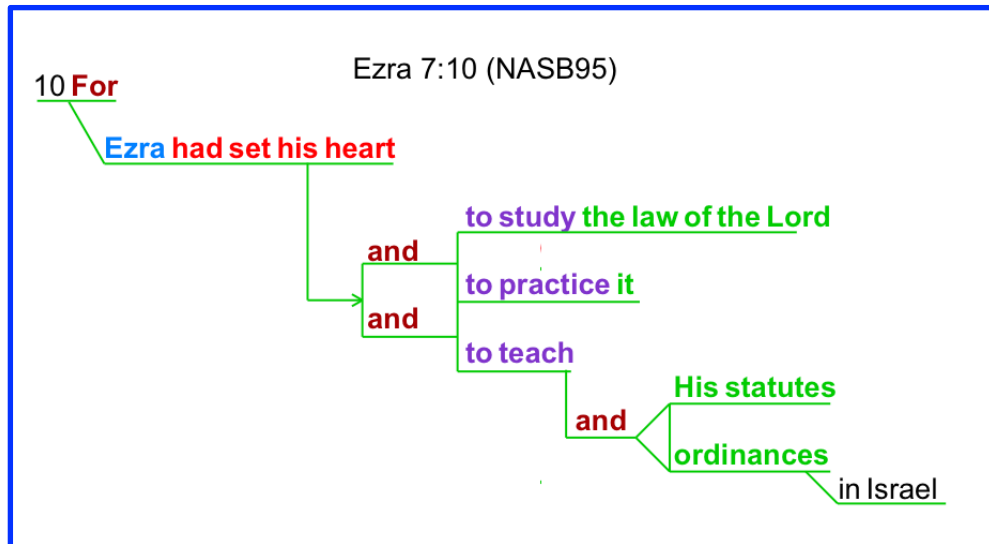 Ezra 7:10 (NASB95)
10 For
Ezra had set his heart
to study the law of the Lord
and
to practice it
and
to teach
His statutes
and
ordinances
in Israel